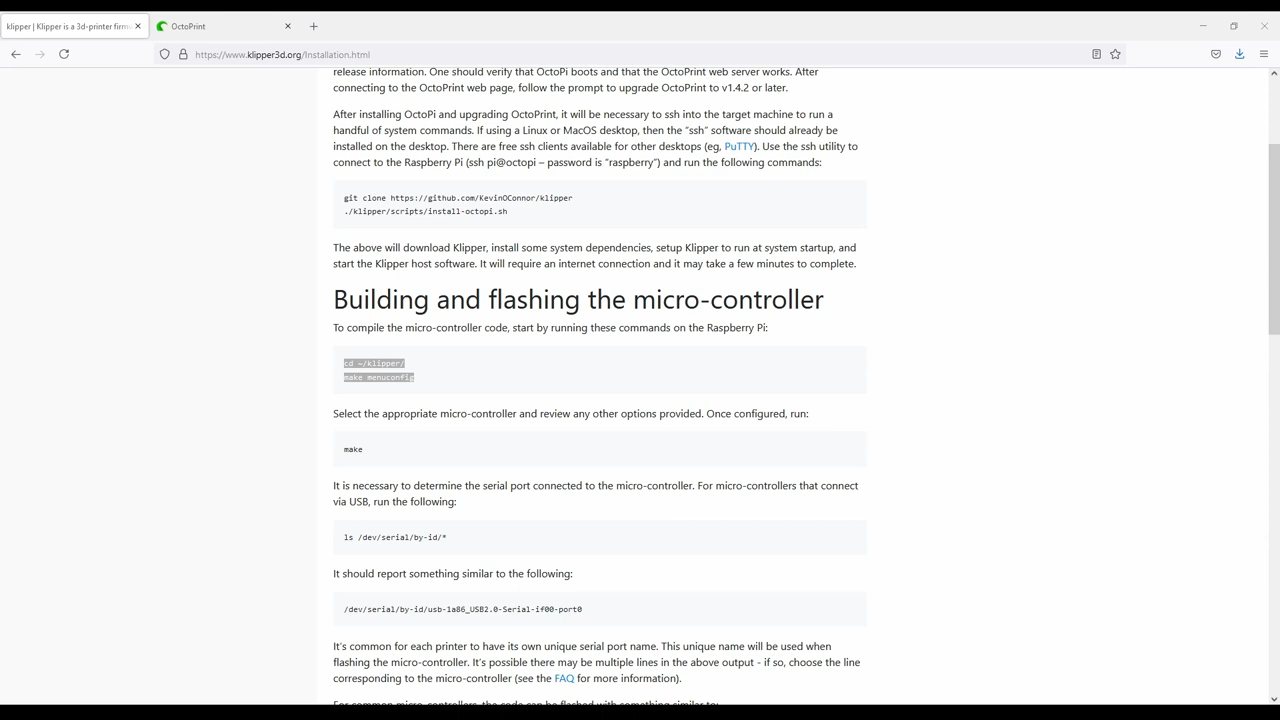 klipper | Klipper is a 3d-printer firm
OctoPrint
https://www.klipper3d.org/Installation.html
release information. One should verify that OctoPi boots and that the OctoPrint web server works. After
connecting to the OctoPrint web page, follow the prompt to upgrade OctoPrint to v1.4.2 or later.
After installing OctoPi and upgrading OctoPrint, it will be necessary to ssh into the target machine to run a
handful of system commands. If using a Linux or MacOS desktop, then the “ssh” software should already be
installed on the desktop. There are free ssh clients available for other desktops (eg, PuTTY). Use the ssh utility to
connect to the Raspberry Pi (ssh pi@octopi – password is “raspberry”) and run the following commands:
git clone https://github.com/KevinOConnor/klipper
./klipper/scripts/install-octopi.sh
The above will download Klipper, install some system dependencies, setup Klipper to run at system startup, and
start the Klipper host software. It will require an internet connection and it may take a few minutes to complete.
Building and flashing the micro-controller
To compile the micro-controller code, start by running these commands on the Raspberry Pi:
cd ~/klipper/
make menuconfig
Select the appropriate micro-controller and review any other options provided. Once configured, run:
make
It is necessary to determine the serial port connected to the micro-controller. For micro-controllers that connect
via USB, run the following:
ls /dev/serial/by-id/*
It should report something similar to the following:
/dev/serial/by-id/usb-1a86_USB2.0-Serial-if00-port0
It’s common for each printer to have its own unique serial port name. This unique name will be used when
flashing the micro-controller. It’s possible there may be multiple lines in the above output - if so, choose the line
corresponding to the micro-controller (see the FAQ for more information).
For common micro-controllers, the code can be flashed with something similar to: